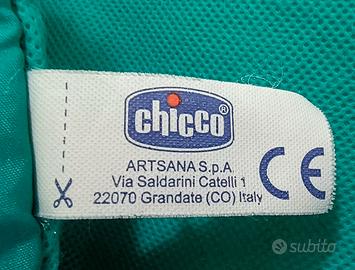 chicco
ARTSANA S.p.A
Via Saldarini Catelli 1
22070 Grandate (CO) Italy
CE
subito